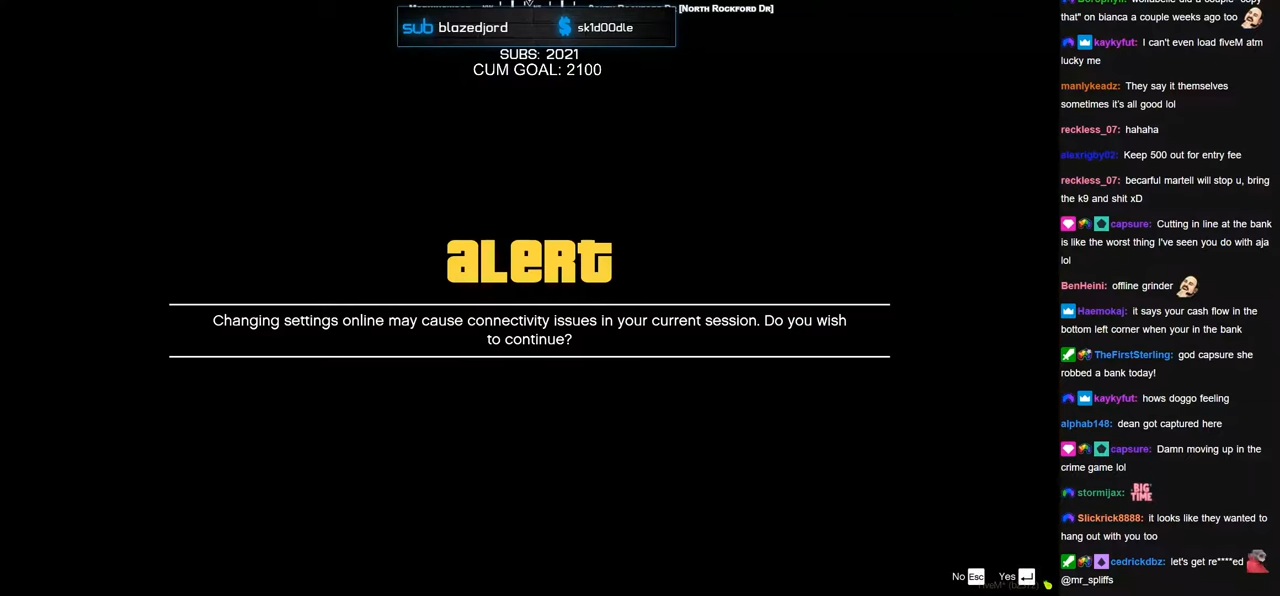 [North Rockford Dr]
sub blazedjord $ sk1d00dle
SUBS: 2021
CUM GOAL: 2100
alert
Changing settings online may cause connectivity issues in your current session. Do you wish
to continue?
No Esc Yes
that" on bianca a couple weeks ago too
kaykyfut: I can't even load fiveM atm
lucky me
manlykeadz: They say it themselves
sometimes it's all good lol
reckless_07: hahaha
alexrigby02: Keep 500 out for entry fee
reckless_07: becarful martell will stop u, bring
the k9 and shit xD
capsure: Cutting in line at the bank
is like the worst thing I've seen you do with aja
lol
BenHeini: offline grinder
Haemokaj: it says your cash flow in the
bottom left corner when your in the bank
TheFirstSterling: god capsure she
robbed a bank today!
kaykyfut: hows doggo feeling
alphab148: dean got captured here
capsure: Damn moving up in the
crime game lol
stormijax: BIG TIME
Slickrick8888: it looks like they wanted to
hang out with you too
cedrickdbz: let's get re****ed
@mr_spliffs